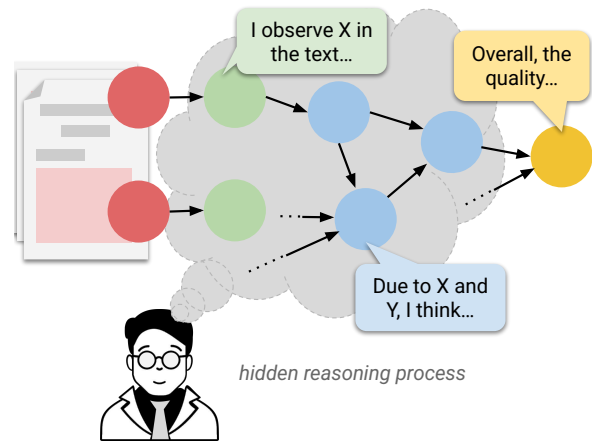 I observe X in
the text…
Overall, the
quality…
Due to X and
Y, I think…
hidden reasoning process